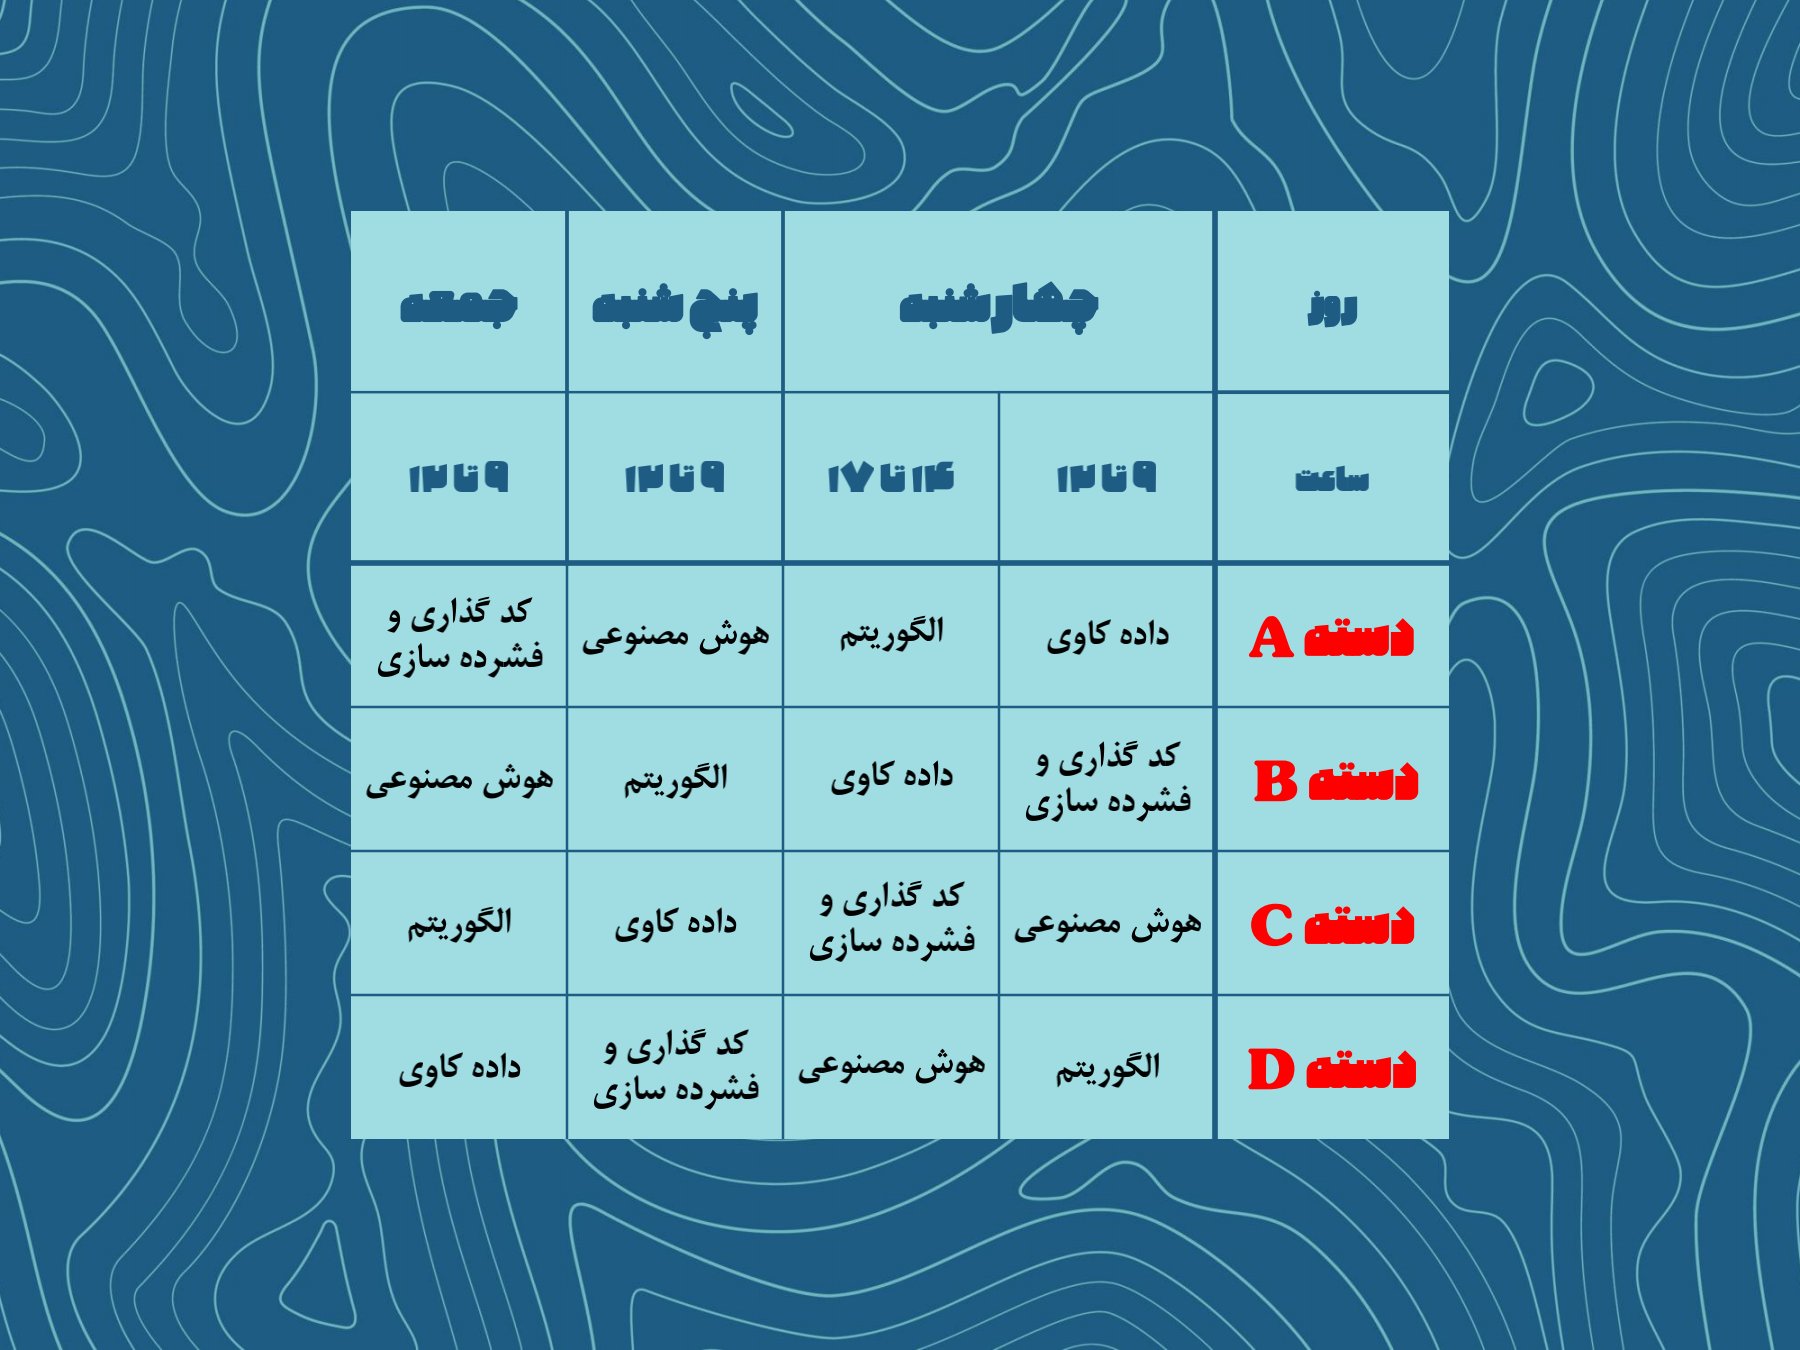 روز
چهارشنبه
پنج شنبه
جمعه
ساعت
۹ تا ۱۲
۱۴ تا ۱۷
۹ تا ۱۲
۹ تا ۱۲
دسته A
داده کاوی
الگوریتم
هوش مصنوعی
کد گذاری و
فشرده سازی
دسته B
کد گذاری و
فشرده سازی
داده کاوی
الگوریتم
هوش مصنوعی
دسته C
هوش مصنوعی
کد گذاری و
فشرده سازی
داده کاوی
الگوریتم
دسته D
الگوریتم
هوش مصنوعی
کد گذاری و
فشرده سازی
داده کاوی